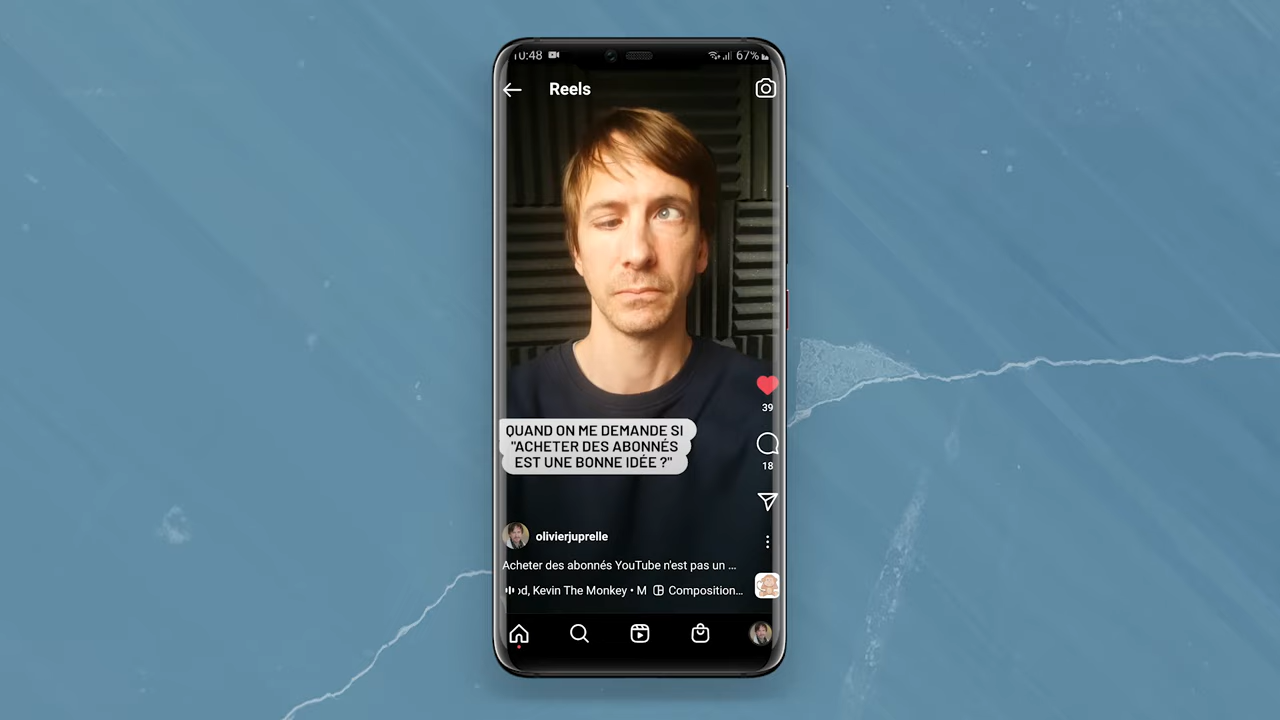 10:48
67%
Reels
39
QUAND ON ME DEMANDE SI
"ACHETER DES ABONNÉS
EST UNE BONNE IDÉE ?"
18
olivierjuprelle
Acheter des abonnés YouTube n'est pas un ...
d, Kevin The Monkey • M Composition...